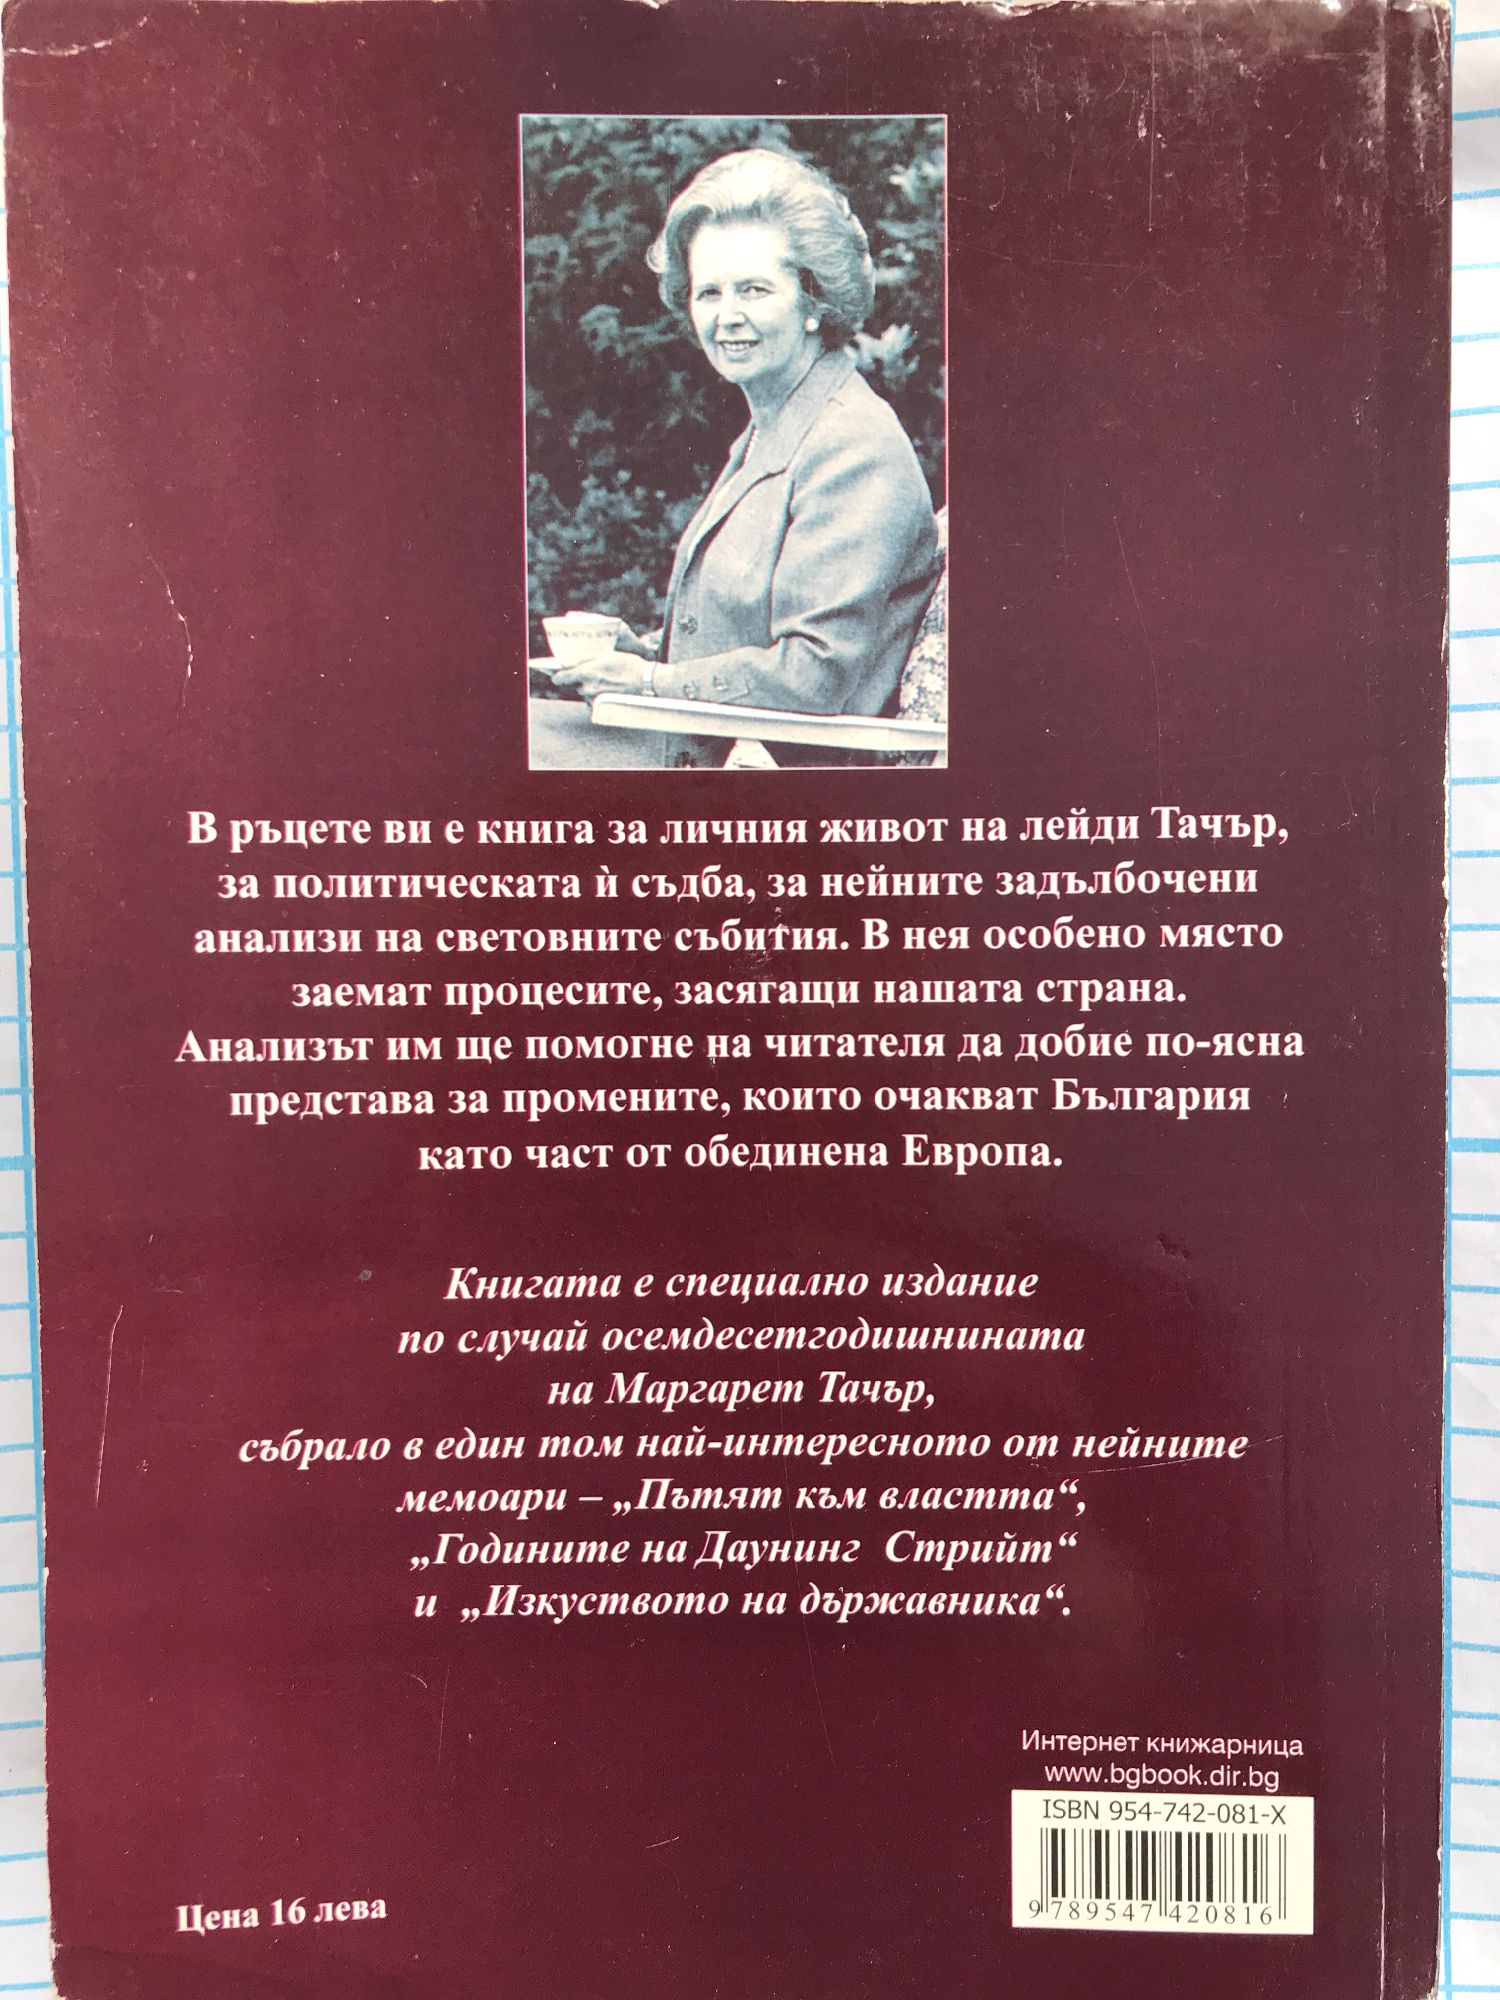 В ръцете ви е книга за личния живот на лейди Тачър,
за политическата ѝ съдба, за нейните задълбочени
анализи на световните събития. В нея особено място
заемат процесите, засягащи нашата страна.
Анализът им ще помогне на читателя да добие по-ясна
представа за промените, които очакват България
като част от обединена Европа.
Книгата е специално издание
по случай осемдесетгодишнината
на Маргарет Тачър,
събрало в един том най-интересното от нейните
мемоари – „Пътят към властта“,
„Годините на Даунинг Стрийт“
и „Изкуството на държавника“.
Интернет книжарница
www.bgbook.dir.bg
ISBN 954-742-081-X
9 789547 420816
Цена 16 лева